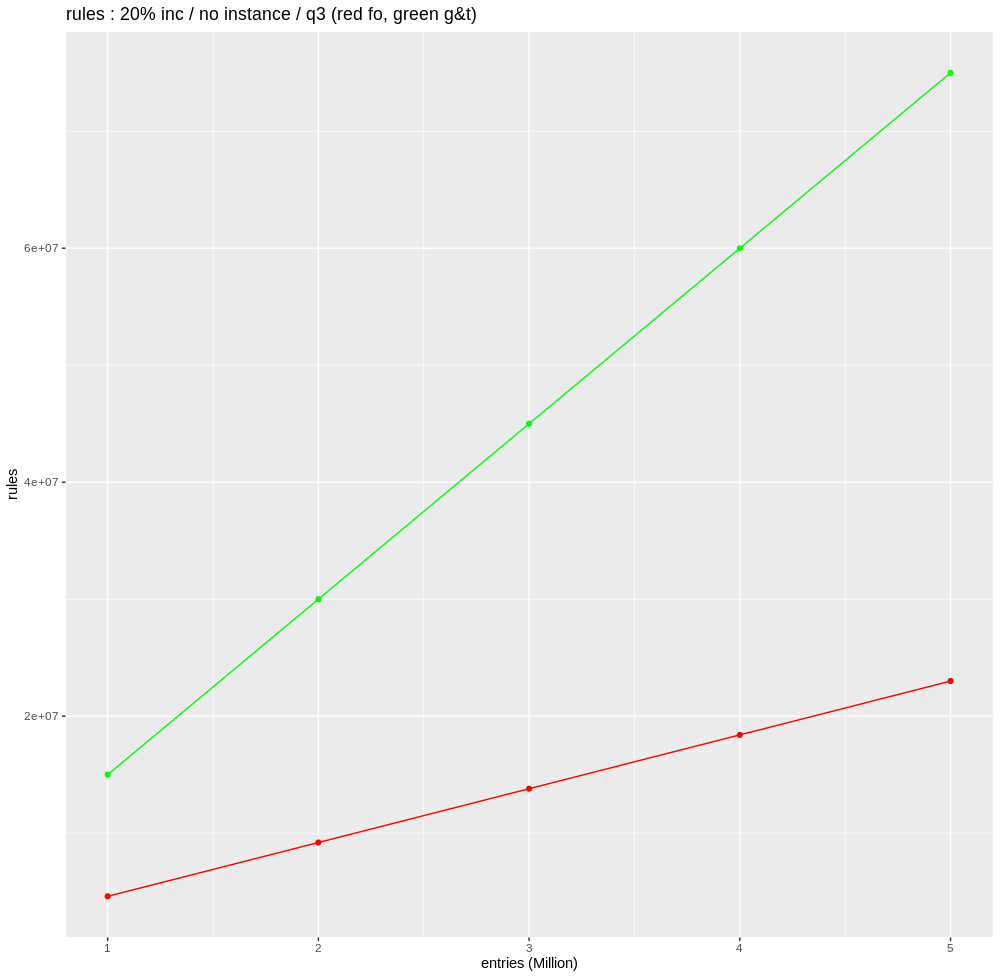 rules : 20% inc / no instance / q3 (red fo, green g&t)
6e+07
4e+07
2e+07
rules
1 2 3 4 5
entries (Million)